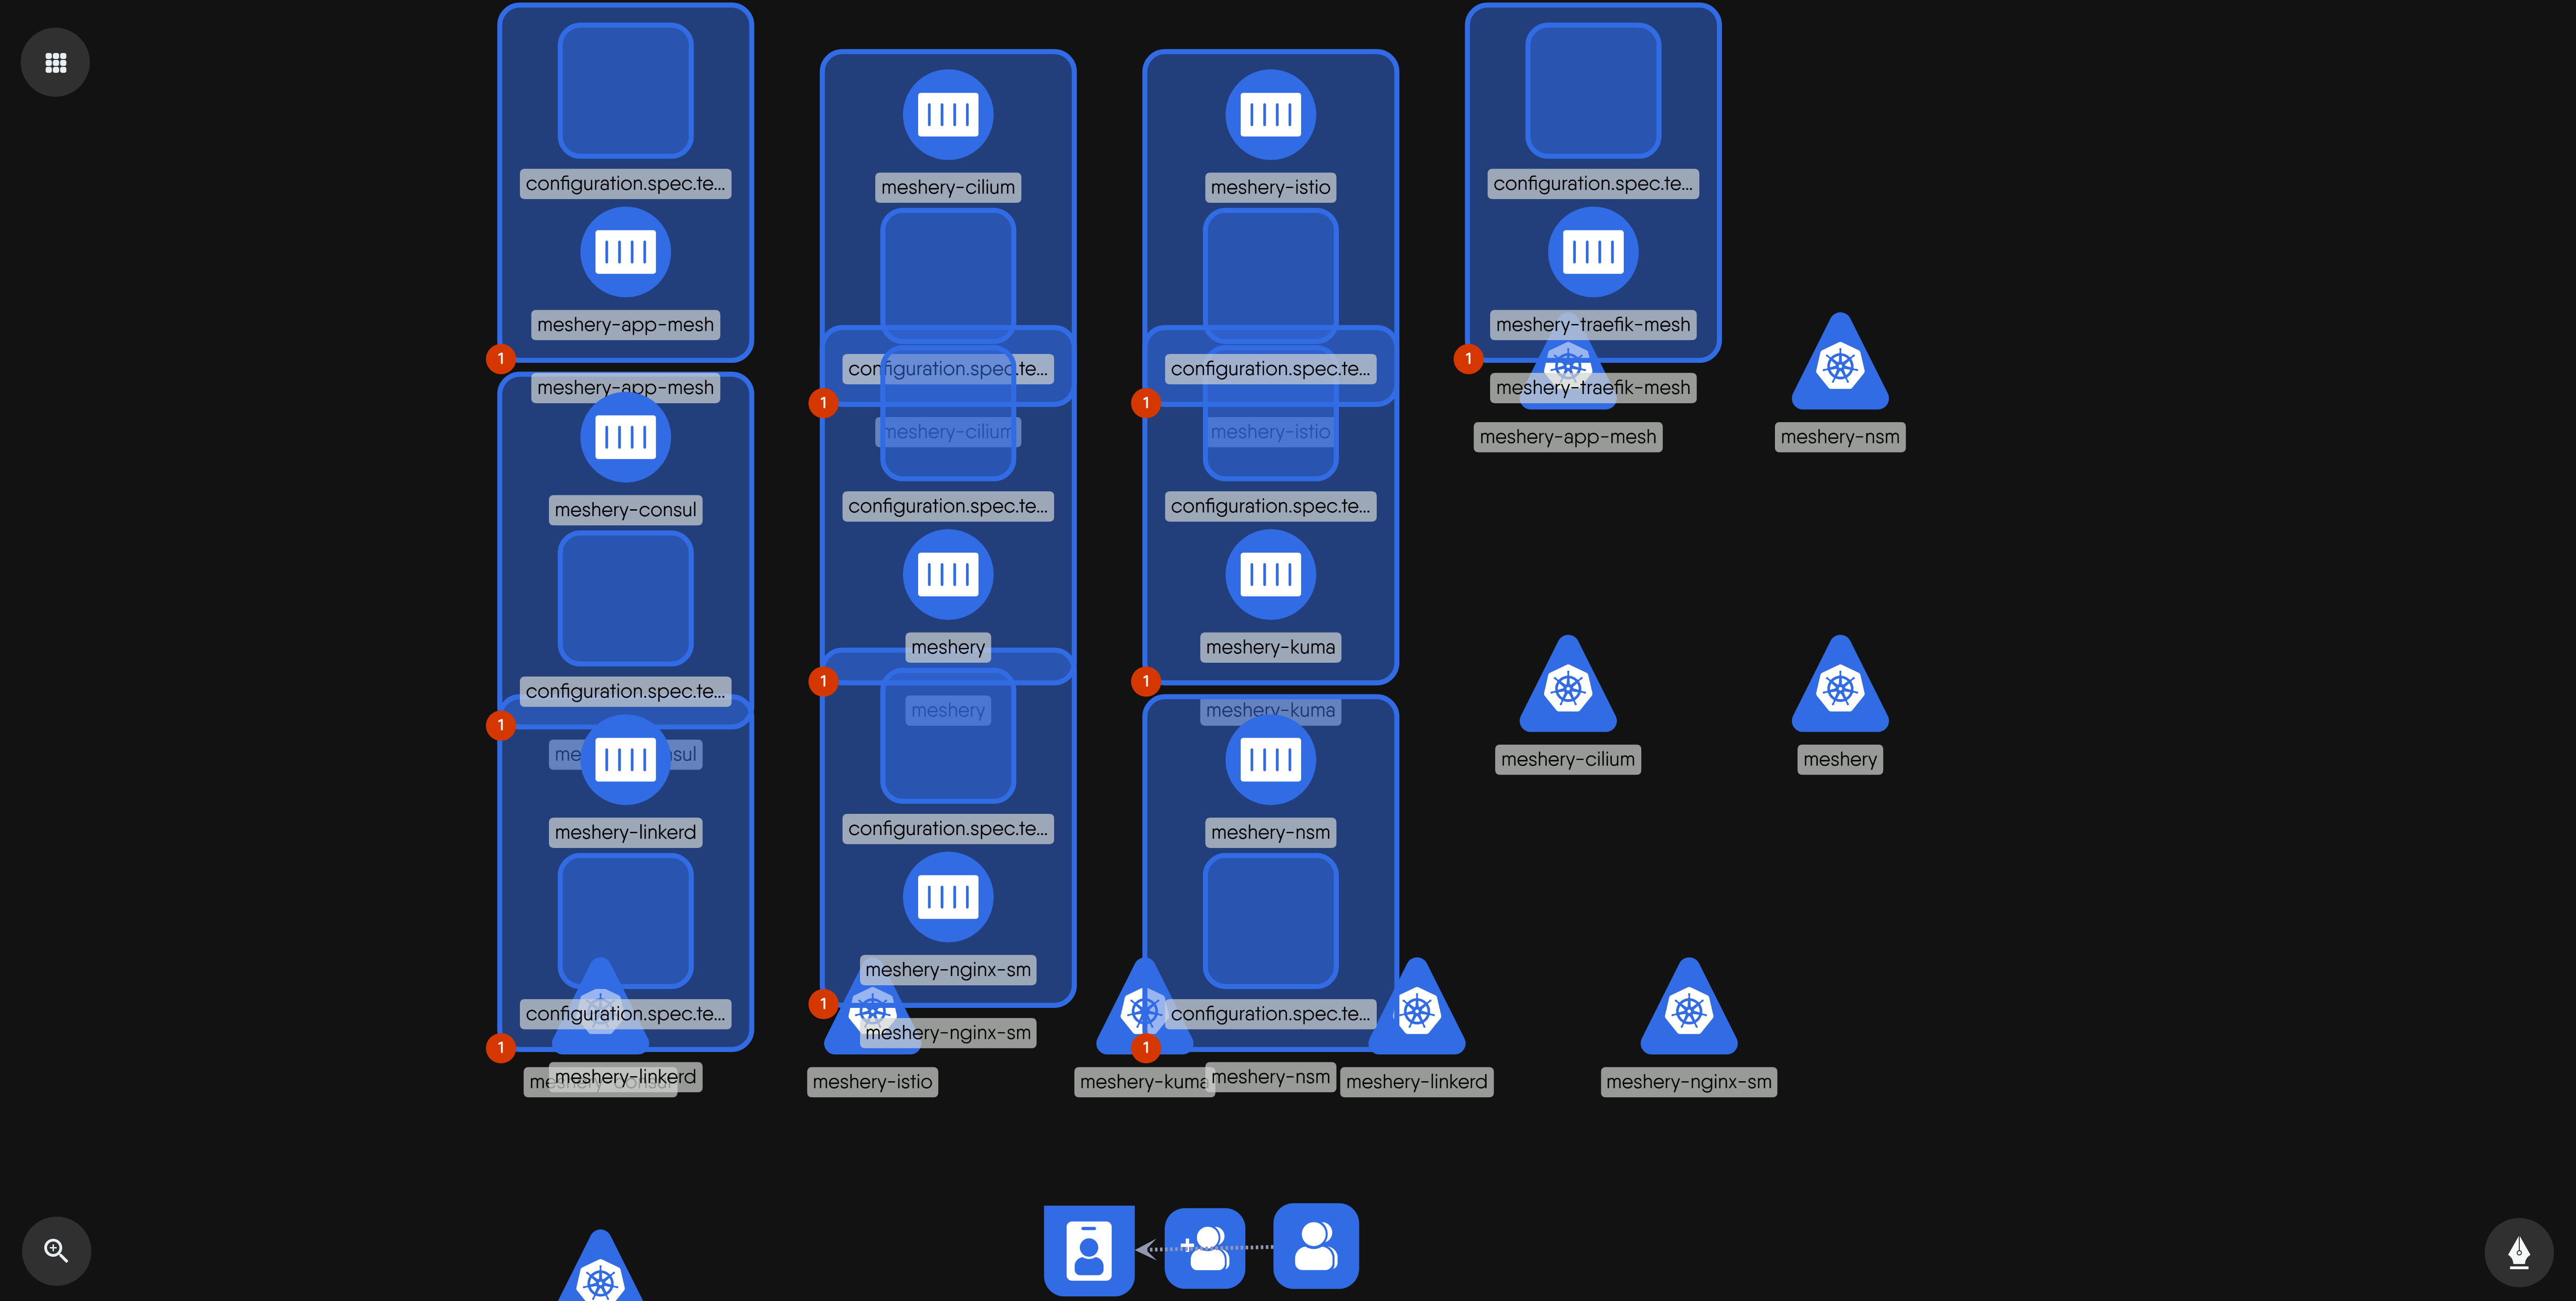 configuration.spec.te...
meshery-app-mesh
1
meshery-app-mesh
meshery-consul
configuration.spec.te...
1
meshery-linkerd
configuration.spec.te...
1
meshery-linkerd
meshery-cilium
configuration.spec.te...
1
meshery-cilium
configuration.spec.te...
meshery
1
meshery
configuration.spec.te...
meshery-nginx-sm
1
meshery-nginx-sm
meshery-istio
meshery-istio
configuration.spec.te...
1
meshery-istio
configuration.spec.te...
meshery-kuma
1
meshery-kuma
meshery-nsm
configuration.spec.te...
1
meshery-kuma
meshery-nsm
meshery-linkerd
configuration.spec.te...
meshery-traefik-mesh
1
meshery-traefik-mesh
meshery-app-mesh
meshery-nsm
meshery-cilium
meshery
meshery-nginx-sm